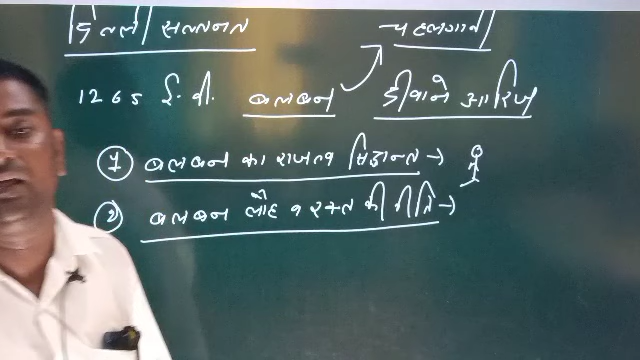 दिल्ली सल्तनत → चहलगानी
1265 ई. वी. बलबन दीवाने आरिज
① बलबन का राजत्व सिद्धान्त →
② बलबन लौह व रक्त की नीति →